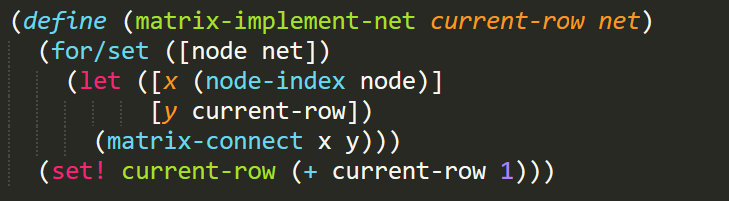 (define (matrix-implement-net current-row net)
(for/set ([node net])
(let ([x (node-index node)]
[y current-row])
(matrix-connect x y)))
(set! current-row (+ current-row 1)))